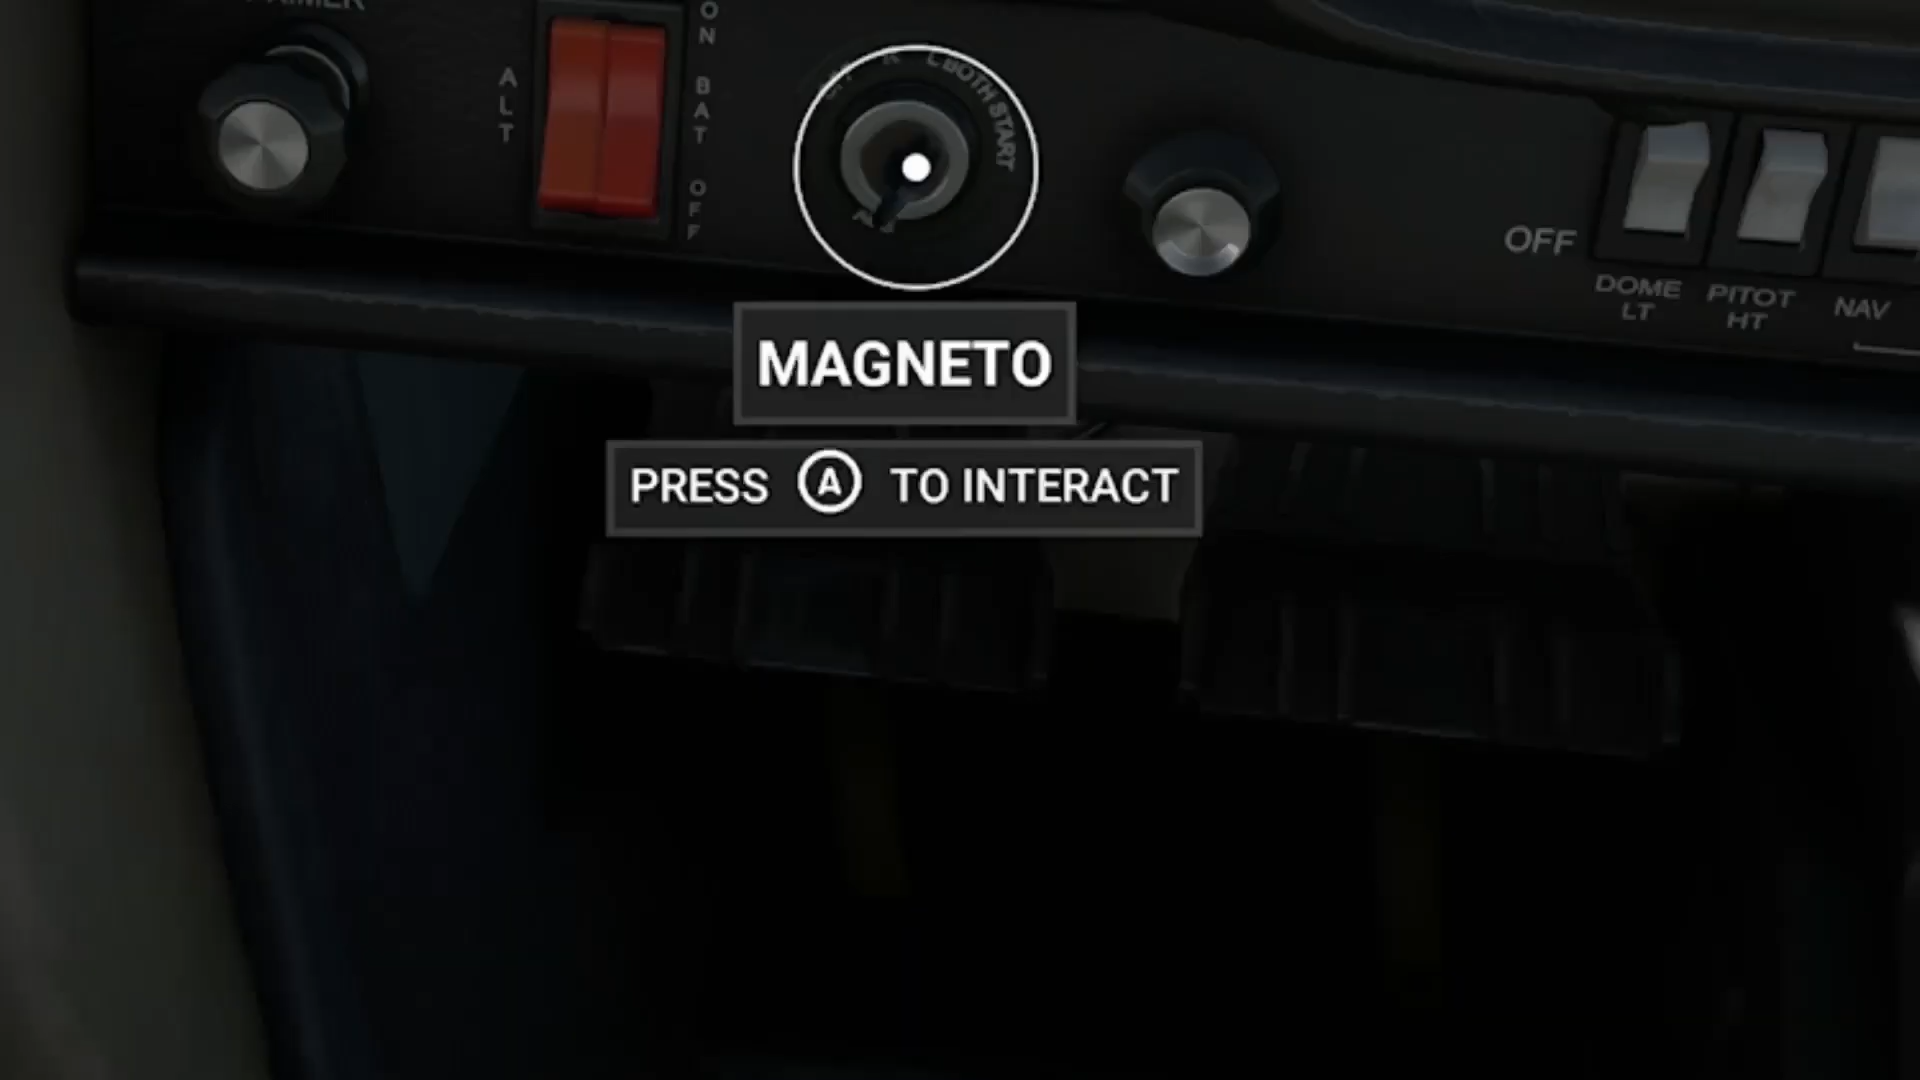 ALT
ON
BAT
OFF
L BOTH START
MAGNETO
PRESS A TO INTERACT
OFF
DOME
LT
PITOT
HT
NAV